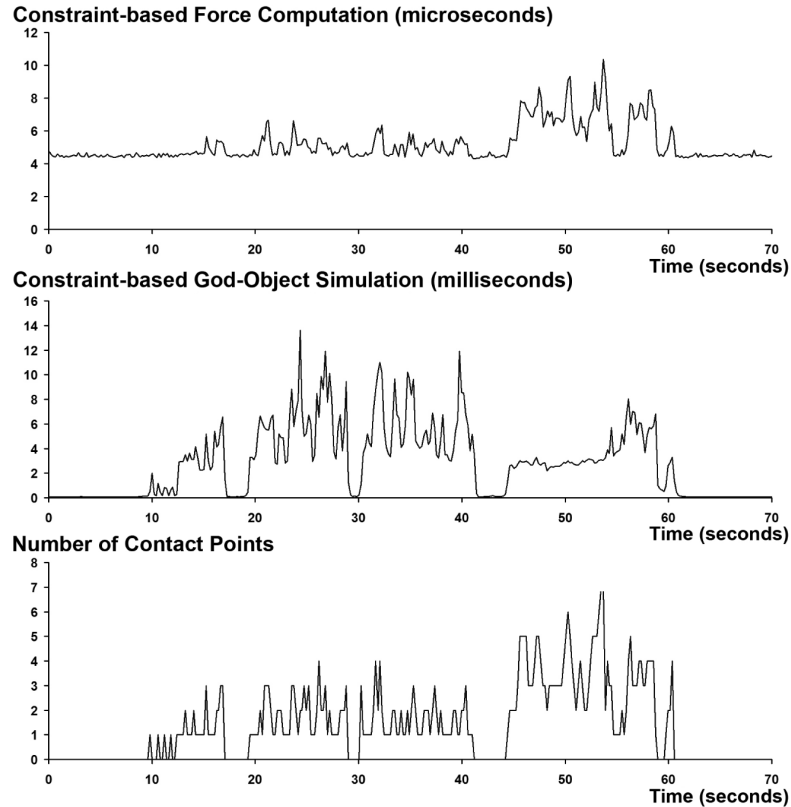 Constraint-based Force Computation (microseconds)
12
10
8
6
4
2
0
0 10 20 30 40 50 60 70
Time (seconds)
Constraint-based God-Object Simulation (milliseconds)
16
14
12
10
8
6
4
2
0
0 10 20 30 40 50 60 70
Time (seconds)
Number of Contact Points
8
7
6
5
4
3
2
1
0
0 10 20 30 40 50 60 70
Time (seconds)